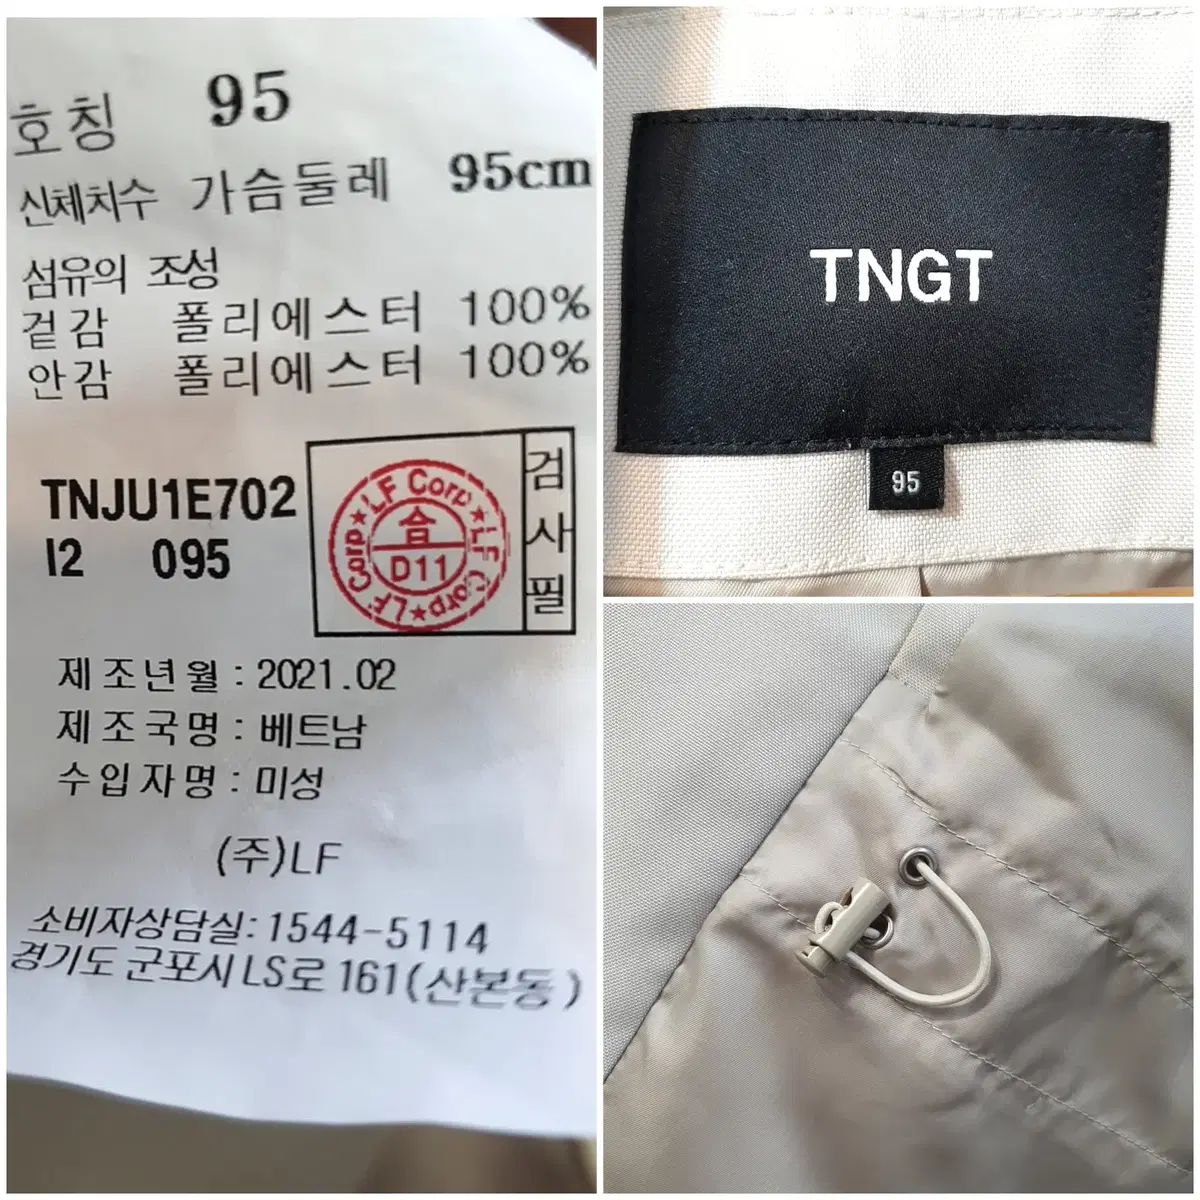 호칭 95
신체치수 가슴둘레 95cm
섬유의 조성
겉감 폴리에스터 100%
안감 폴리에스터 100%
TNJU1E702
I2 095
LF Corp ★ LF Corp ★ LF Corp ★
合
D11
검사필
제조년월 : 2021.02
제조국명 : 베트남
수입자명 : 미성
(주)LF
소비자상담실: 1544-5114
경기도 군포시 LS로 161(산본동)
TNGT
95